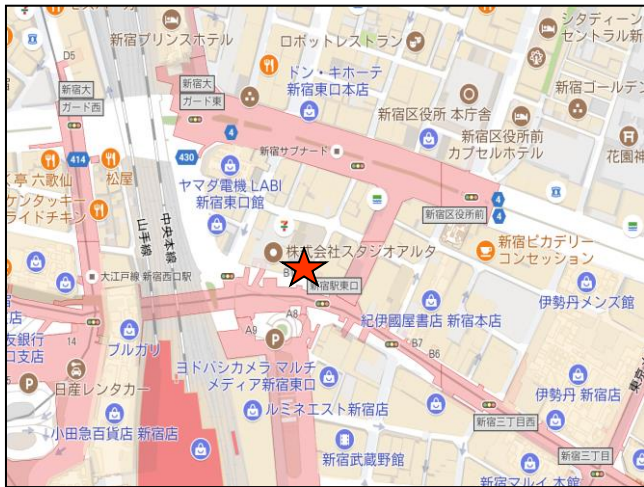 新宿プリンスホテル
ロボットレストラン
シタディーン
セントラル新
D5
ドン・キホーテ
新宿東口本店
新宿大
ガード西
新宿大
ガード東
新宿区役所 本庁舎
新宿ゴールデン
4
新宿区役所前
カプセルホテル
花園神
414
430
新宿サブナード
亭 六歌仙
松屋
ヤマダ電機 LABI
新宿東口館
ケンタッキー
ライドチキン
4
4
新宿区役所前
山手線
中央本線
新宿ピカデリー
コンセッション
株式会社スタジオアルタ
大江戸線 新宿西口駅
新宿駅東口
伊勢丹メンズ館
紀伊國屋書店 新宿本店
A9
A8
B7
B6
友銀行
口支店
14
ブルガリ
ヨドバシカメラ マルチ
メディア新宿東口
日産レンタカー
伊勢丹 新宿店
ルミネエスト新宿店
小田急百貨店 新宿店
新宿三丁目西
新宿武蔵野館
新宿三丁目
新宿マルイ 本館